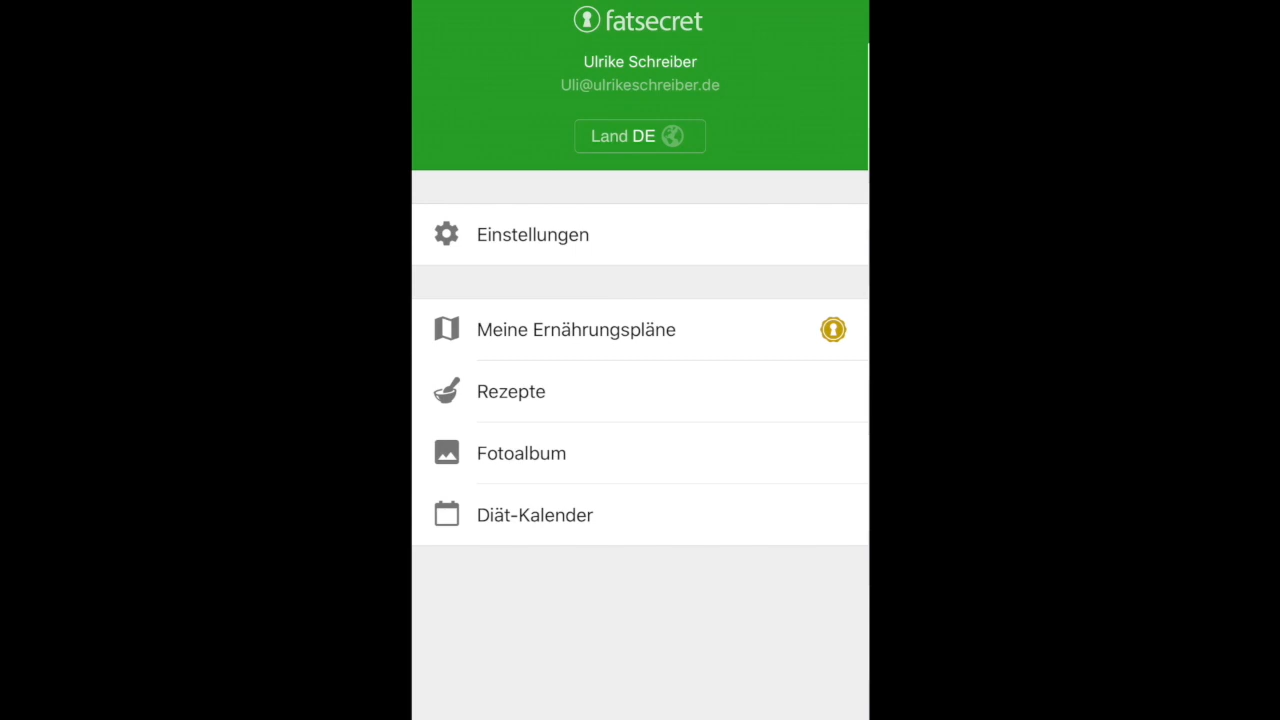 fatsecret
Ulrike Schreiber
Uli@ulrikeschreiber.de
Land DE
Einstellungen
Meine Ernährungspläne
Rezepte
Fotoalbum
Diät-Kalender